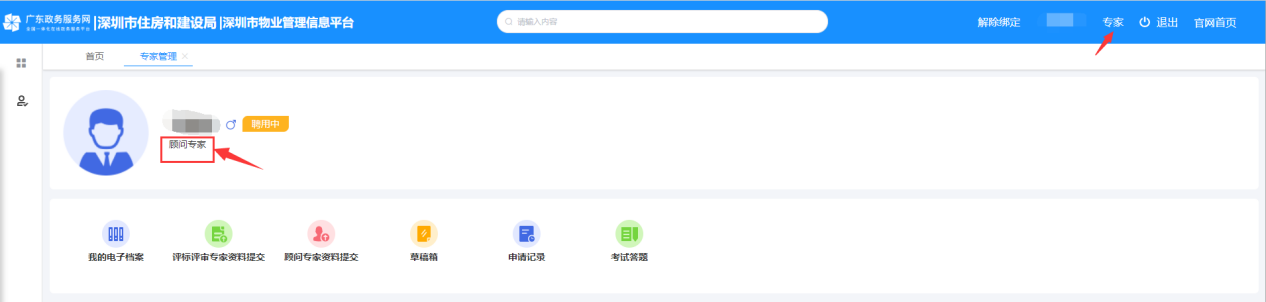 广东政务服务网 |深圳市住房和建设局 |深圳市物业管理信息平台
请输入内容
解除绑定 专家 退出 官网首页
首页 专家管理
聘用中
顾问专家
我的电子档案 评标评审专家资料提交 顾问专家资料提交 草稿箱 申请记录 考试答题